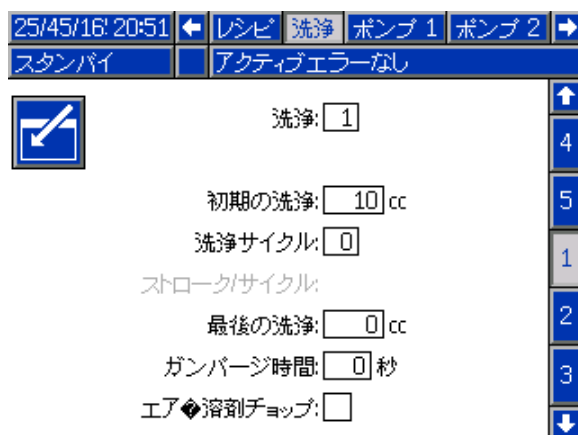 25/45/16' 20:51 レシピ 洗浄 ポンプ 1 ポンプ 2
スタンバイ アクティブエラーなし
洗浄: 1
4
初期の洗浄: 10 cc
5
洗浄サイクル: 0
1
ストローク/サイクル:
最後の洗浄: 0 cc
2
ガンパージ時間: 0 秒
3
エア�溶剤チョップ: